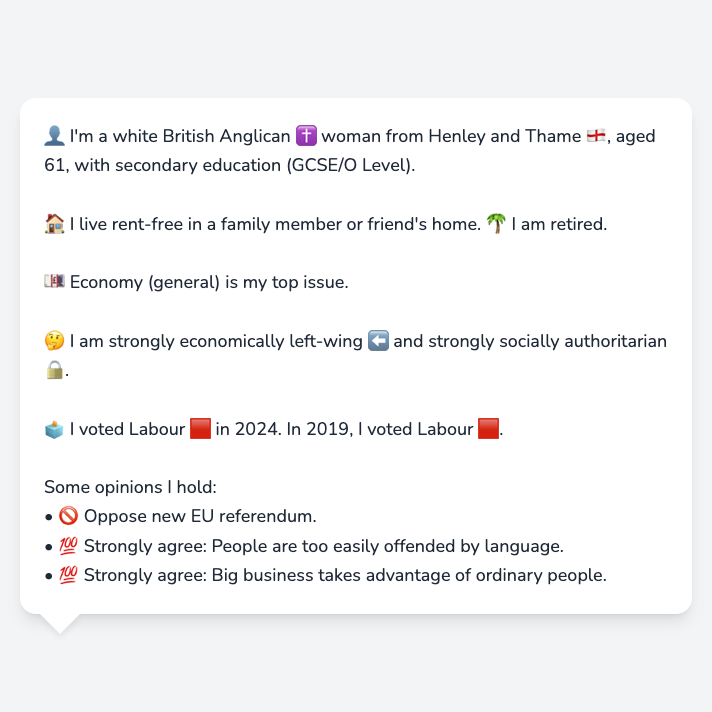 👤 I'm a white British Anglican ✝️ woman from Henley and Thame 🏴󠁧󠁢󠁥󠁮󠁧󠁿, aged
61, with secondary education (GCSE/O Level).
🏠 I live rent-free in a family member or friend's home. 🌴 I am retired.
💷 Economy (general) is my top issue.
🤔 I am strongly economically left-wing ⬅️ and strongly socially authoritarian
🔒.
🗳️ I voted Labour 🟥 in 2024. In 2019, I voted Labour 🟥.
Some opinions I hold:
• 🚫 Oppose new EU referendum.
• 💯 Strongly agree: People are too easily offended by language.
• 💯 Strongly agree: Big business takes advantage of ordinary people.